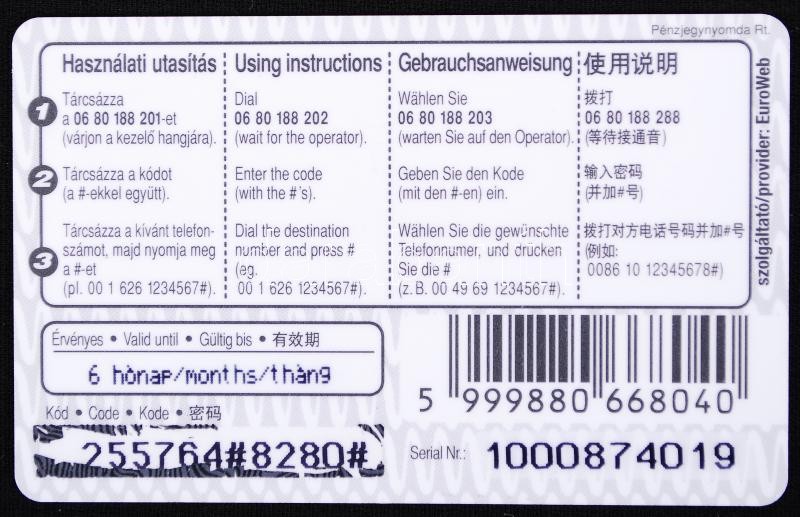 Pénzjegynyomda Rt.
Használati utasítás
1
Tárcsázza
a 06 80 188 201-et
(várjon a kezelő hangjára).
2
Tárcsázza a kódot
(a #-ekkel együtt).
3
Tárcsázza a kívánt telefon-
számot, majd nyomja meg
a #-et
(pl. 00 1 626 1234567#).
Using instructions
Dial
06 80 188 202
(wait for the operator).
Enter the code
(with the #'s).
Dial the destination
number and press #
(eg.
00 1 626 1234567#).
Gebrauchsanweisung
Wählen Sie
06 80 188 203
(warten Sie auf den Operator).
Geben Sie den Kode
(mit den #-en) ein.
Wählen Sie die gewünschte
Telefonnumer, und drücken
Sie die #
(z.B. 00 49 69 1234567#).
使用说明
拨打
06 80 188 288
(等待接通音)
输入密码
(并加#号)
拨打对方电话号码并加#号
(例如:
0086 10 12345678#)
szolgáltató/provider: EuroWeb
Érvényes • Valid until • Gültig bis • 有效期
6 hònap/months/thàng
Kód • Code • Kode • 密码
255764#8280#
5 999880 668040
Serial Nr.: 1000874019